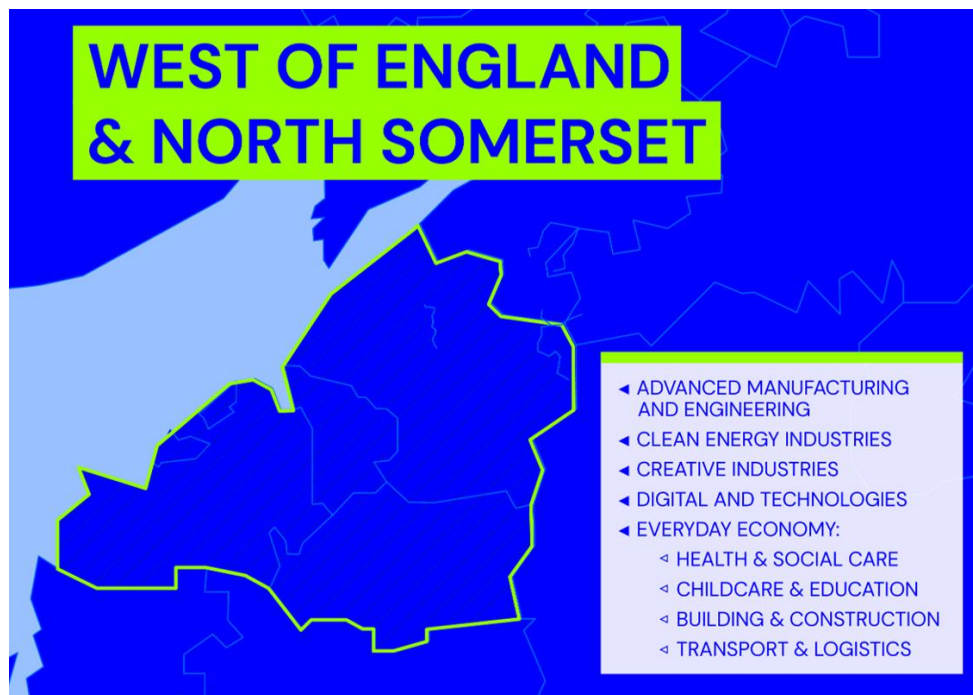 WEST OF ENGLAND
& NORTH SOMERSET
ADVANCED MANUFACTURING
AND ENGINEERING
CLEAN ENERGY INDUSTRIES
CREATIVE INDUSTRIES
DIGITAL AND TECHNOLOGIES
EVERYDAY ECONOMY:
HEALTH & SOCIAL CARE
CHILDCARE & EDUCATION
BUILDING & CONSTRUCTION
TRANSPORT & LOGISTICS